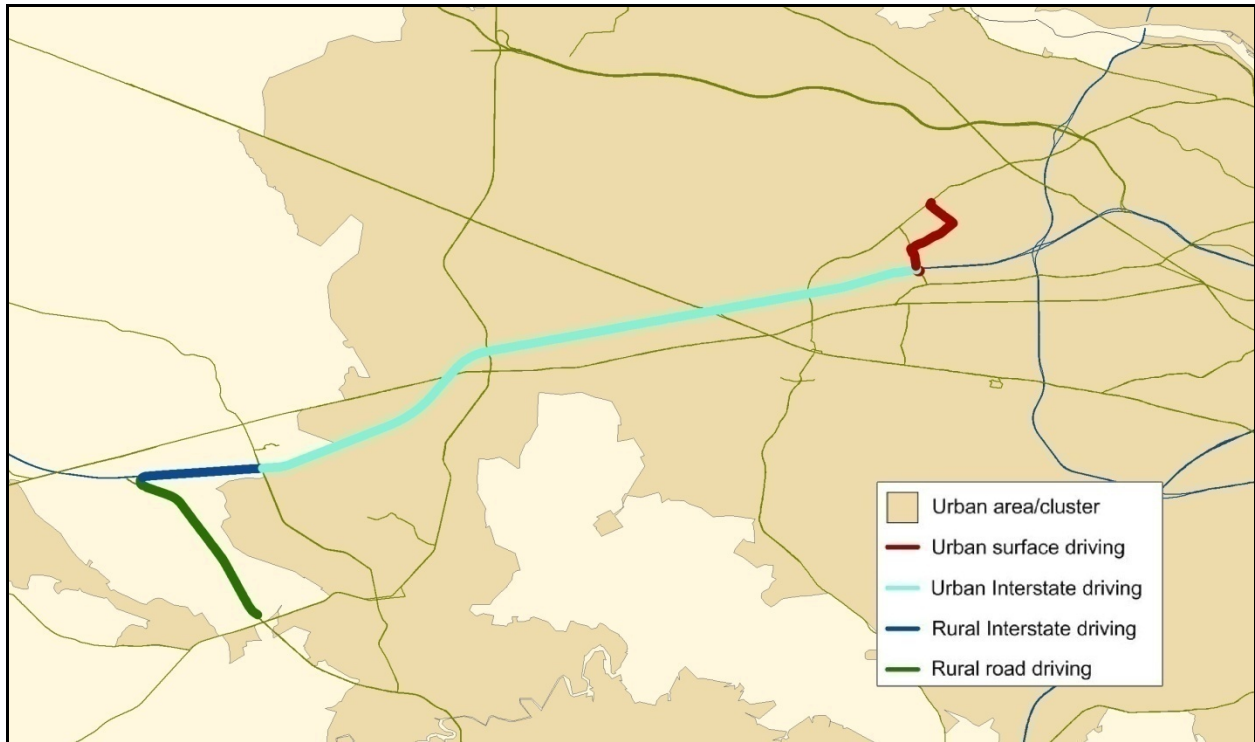 Urban area/cluster
Urban surface driving
Urban Interstate driving
Rural Interstate driving
Rural road driving